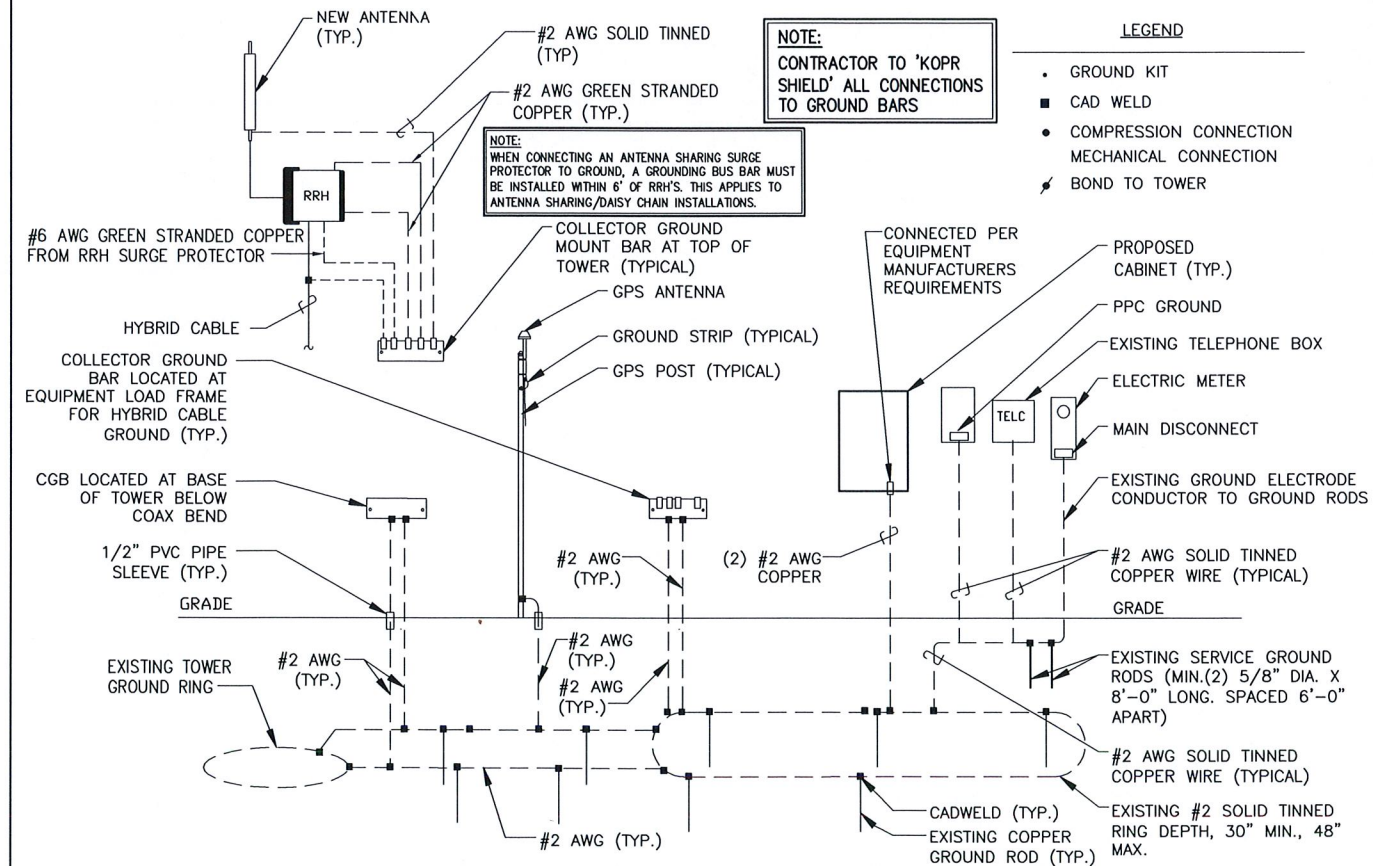 NEW ANTENNA
(TYP.)
#2 AWG SOLID TINNED
(TYP)
#2 AWG GREEN STRANDED
COPPER (TYP.)
NOTE:
CONTRACTOR TO 'KOPR
SHIELD' ALL CONNECTIONS
TO GROUND BARS
LEGEND
GROUND KIT
CAD WELD
COMPRESSION CONNECTION
MECHANICAL CONNECTION
BOND TO TOWER
NOTE:
WHEN CONNECTING AN ANTENNA SHARING SURGE
PROTECTOR TO GROUND, A GROUNDING BUS BAR MUST
BE INSTALLED WITHIN 6' OF RRH'S. THIS APPLIES TO
ANTENNA SHARING/DAISY CHAIN INSTALLATIONS.
RRH
#6 AWG GREEN STRANDED COPPER
FROM RRH SURGE PROTECTOR
HYBRID CABLE
COLLECTOR GROUND
MOUNT BAR AT TOP OF
TOWER (TYPICAL)
GPS ANTENNA
GROUND STRIP (TYPICAL)
GPS POST (TYPICAL)
CONNECTED PER
EQUIPMENT
MANUFACTURERS
REQUIREMENTS
PROPOSED
CABINET (TYP.)
PPC GROUND
EXISTING TELEPHONE BOX
ELECTRIC METER
TELC
MAIN DISCONNECT
COLLECTOR GROUND
BAR LOCATED AT
EQUIPMENT LOAD FRAME
FOR HYBRID CABLE
GROUND (TYP.)
CGB LOCATED AT BASE
OF TOWER BELOW
COAX BEND
1/2" PVC PIPE
SLEEVE (TYP.)
#2 AWG
(TYP.)
(2) #2 AWG
COPPER
EXISTING GROUND ELECTRODE
CONDUCTOR TO GROUND RODS
#2 AWG SOLID TINNED
COPPER WIRE (TYPICAL)
GRADE
GRADE
EXISTING TOWER
GROUND RING
#2 AWG
(TYP.)
#2 AWG
(TYP.)
#2 AWG
(TYP.)
EXISTING SERVICE GROUND
RODS (MIN.(2) 5/8" DIA. X
8'-0" LONG. SPACED 6'-0"
APART)
#2 AWG SOLID TINNED
COPPER WIRE (TYPICAL)
#2 AWG (TYP.)
CADWELD (TYP.)
EXISTING COPPER
GROUND ROD (TYP.)
EXISTING #2 SOLID TINNED
RING DEPTH, 30" MIN., 48"
MAX.